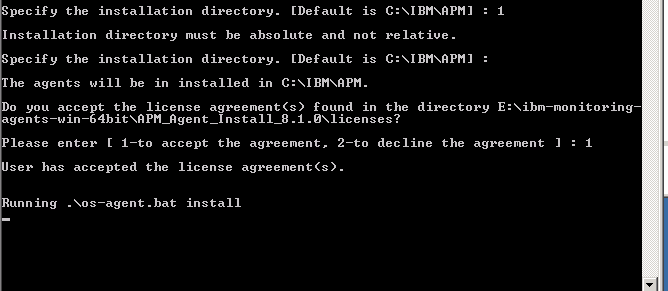 Specify the installation directory. [Default is C:\IBM\APM] : 1
Installation directory must be absolute and not relative.
Specify the installation directory. [Default is C:\IBM\APM] :
The agents will be in installed in C:\IBM\APM.
Do you accept the license agreement(s) found in the directory E:\ibm-monitoring-
agents-win-64bit\APM_Agent_Install_8.1.0\licenses?
Please enter [ 1-to accept the agreement, 2-to decline the agreement ] : 1
User has accepted the license agreement(s).
Running .\os-agent.bat install